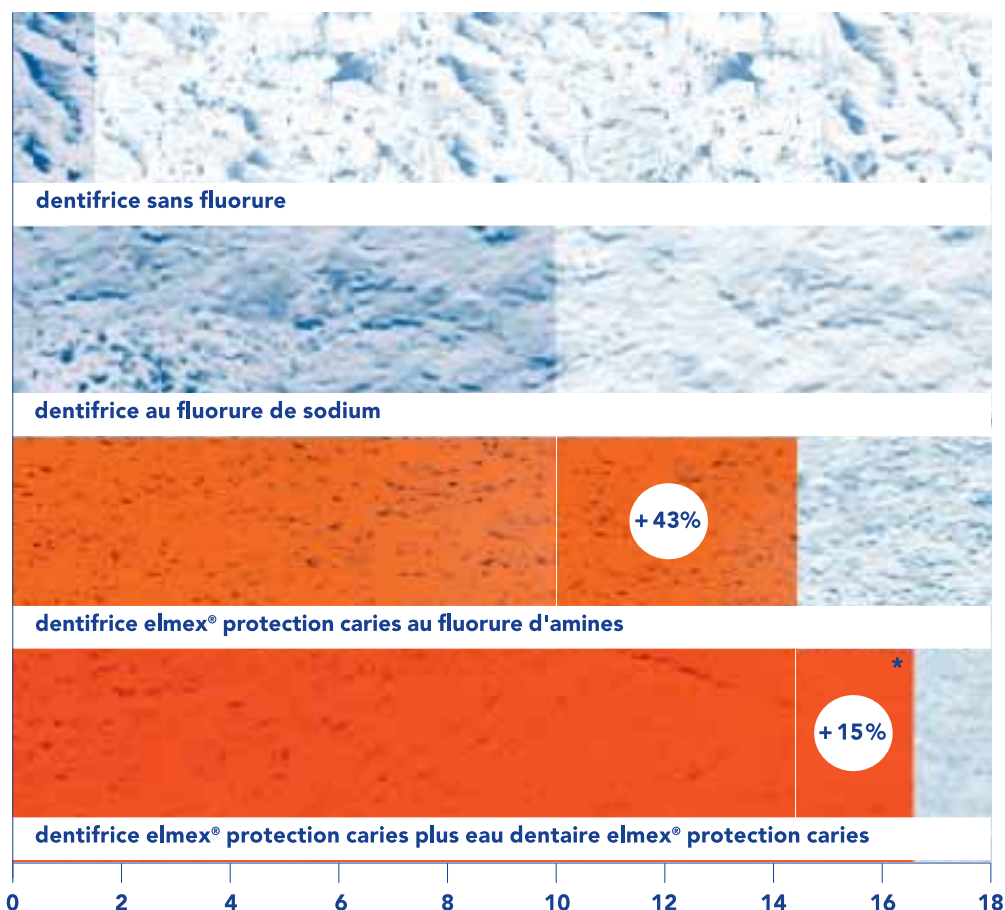 dentifrice sans fluorure
dentifrice au fluorure de sodium
+ 43%
dentifrice elmex® protection caries au fluorure d'amines
*
+ 15%
dentifrice elmex® protection caries plus eau dentaire elmex® protection caries
0 2 4 6 8 10 12 14 16 18